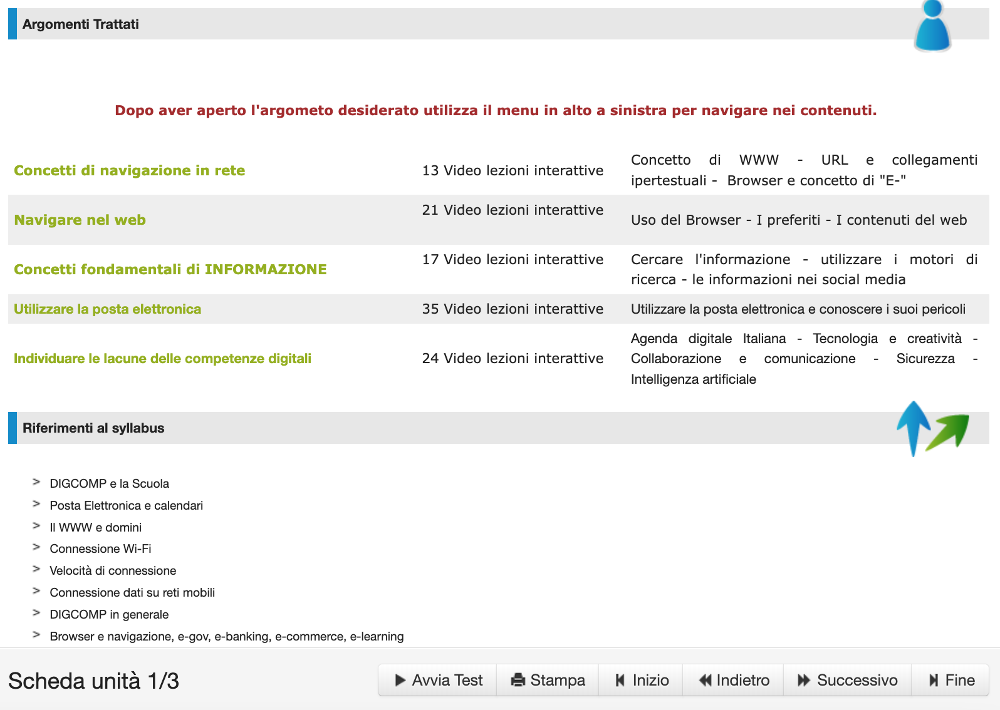 Argomenti Trattati
Dopo aver aperto l'argometo desiderato utilizza il menu in alto a sinistra per navigare nei contenuti.
Concetti di navigazione in rete
13 Video lezioni interattive
Concetto di WWW - URL e collegamenti
ipertestuali - Browser e concetto di "E-"
Navigare nel web
21 Video lezioni interattive
Uso del Browser - I preferiti - I contenuti del web
Concetti fondamentali di INFORMAZIONE
17 Video lezioni interattive
Cercare l'informazione - utilizzare i motori di
ricerca - le informazioni nei social media
Utilizzare la posta elettronica
35 Video lezioni interattive
Utilizzare la posta elettronica e conoscere i suoi pericoli
Individuare le lacune delle competenze digitali
24 Video lezioni interattive
Agenda digitale Italiana - Tecnologia e creatività -
Collaborazione e comunicazione - Sicurezza -
Intelligenza artificiale
Riferimenti al syllabus
> DIGCOMP e la Scuola
> Posta Elettronica e calendari
> Il WWW e domini
> Connessione Wi-Fi
> Velocità di connessione
> Connessione dati su reti mobili
> DIGCOMP in generale
> Browser e navigazione, e-gov, e-banking, e-commerce, e-learning
Scheda unità 1/3
Avvia Test
Stampa
Inizio
Indietro
Successivo
Fine